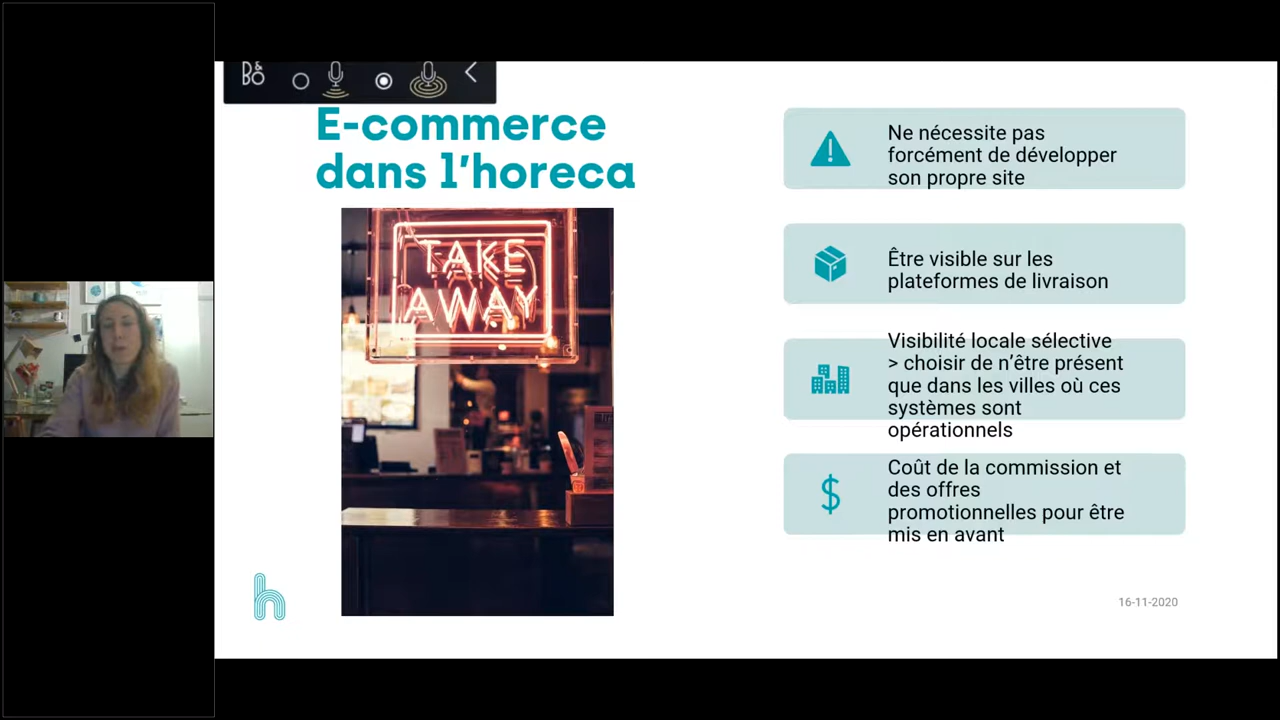 B&
BO
E-commerce
dans l'horeca
TAKE
AWAY
Ne nécessite pas
forcément de développer
son propre site
Être visible sur les
plateformes de livraison
Visibilité locale sélective
> choisir de n'être présent
que dans les villes où ces
systèmes sont
opérationnels
Coût de la commission et
des offres
promotionnelles pour être
mis en avant
h
16-11-2020